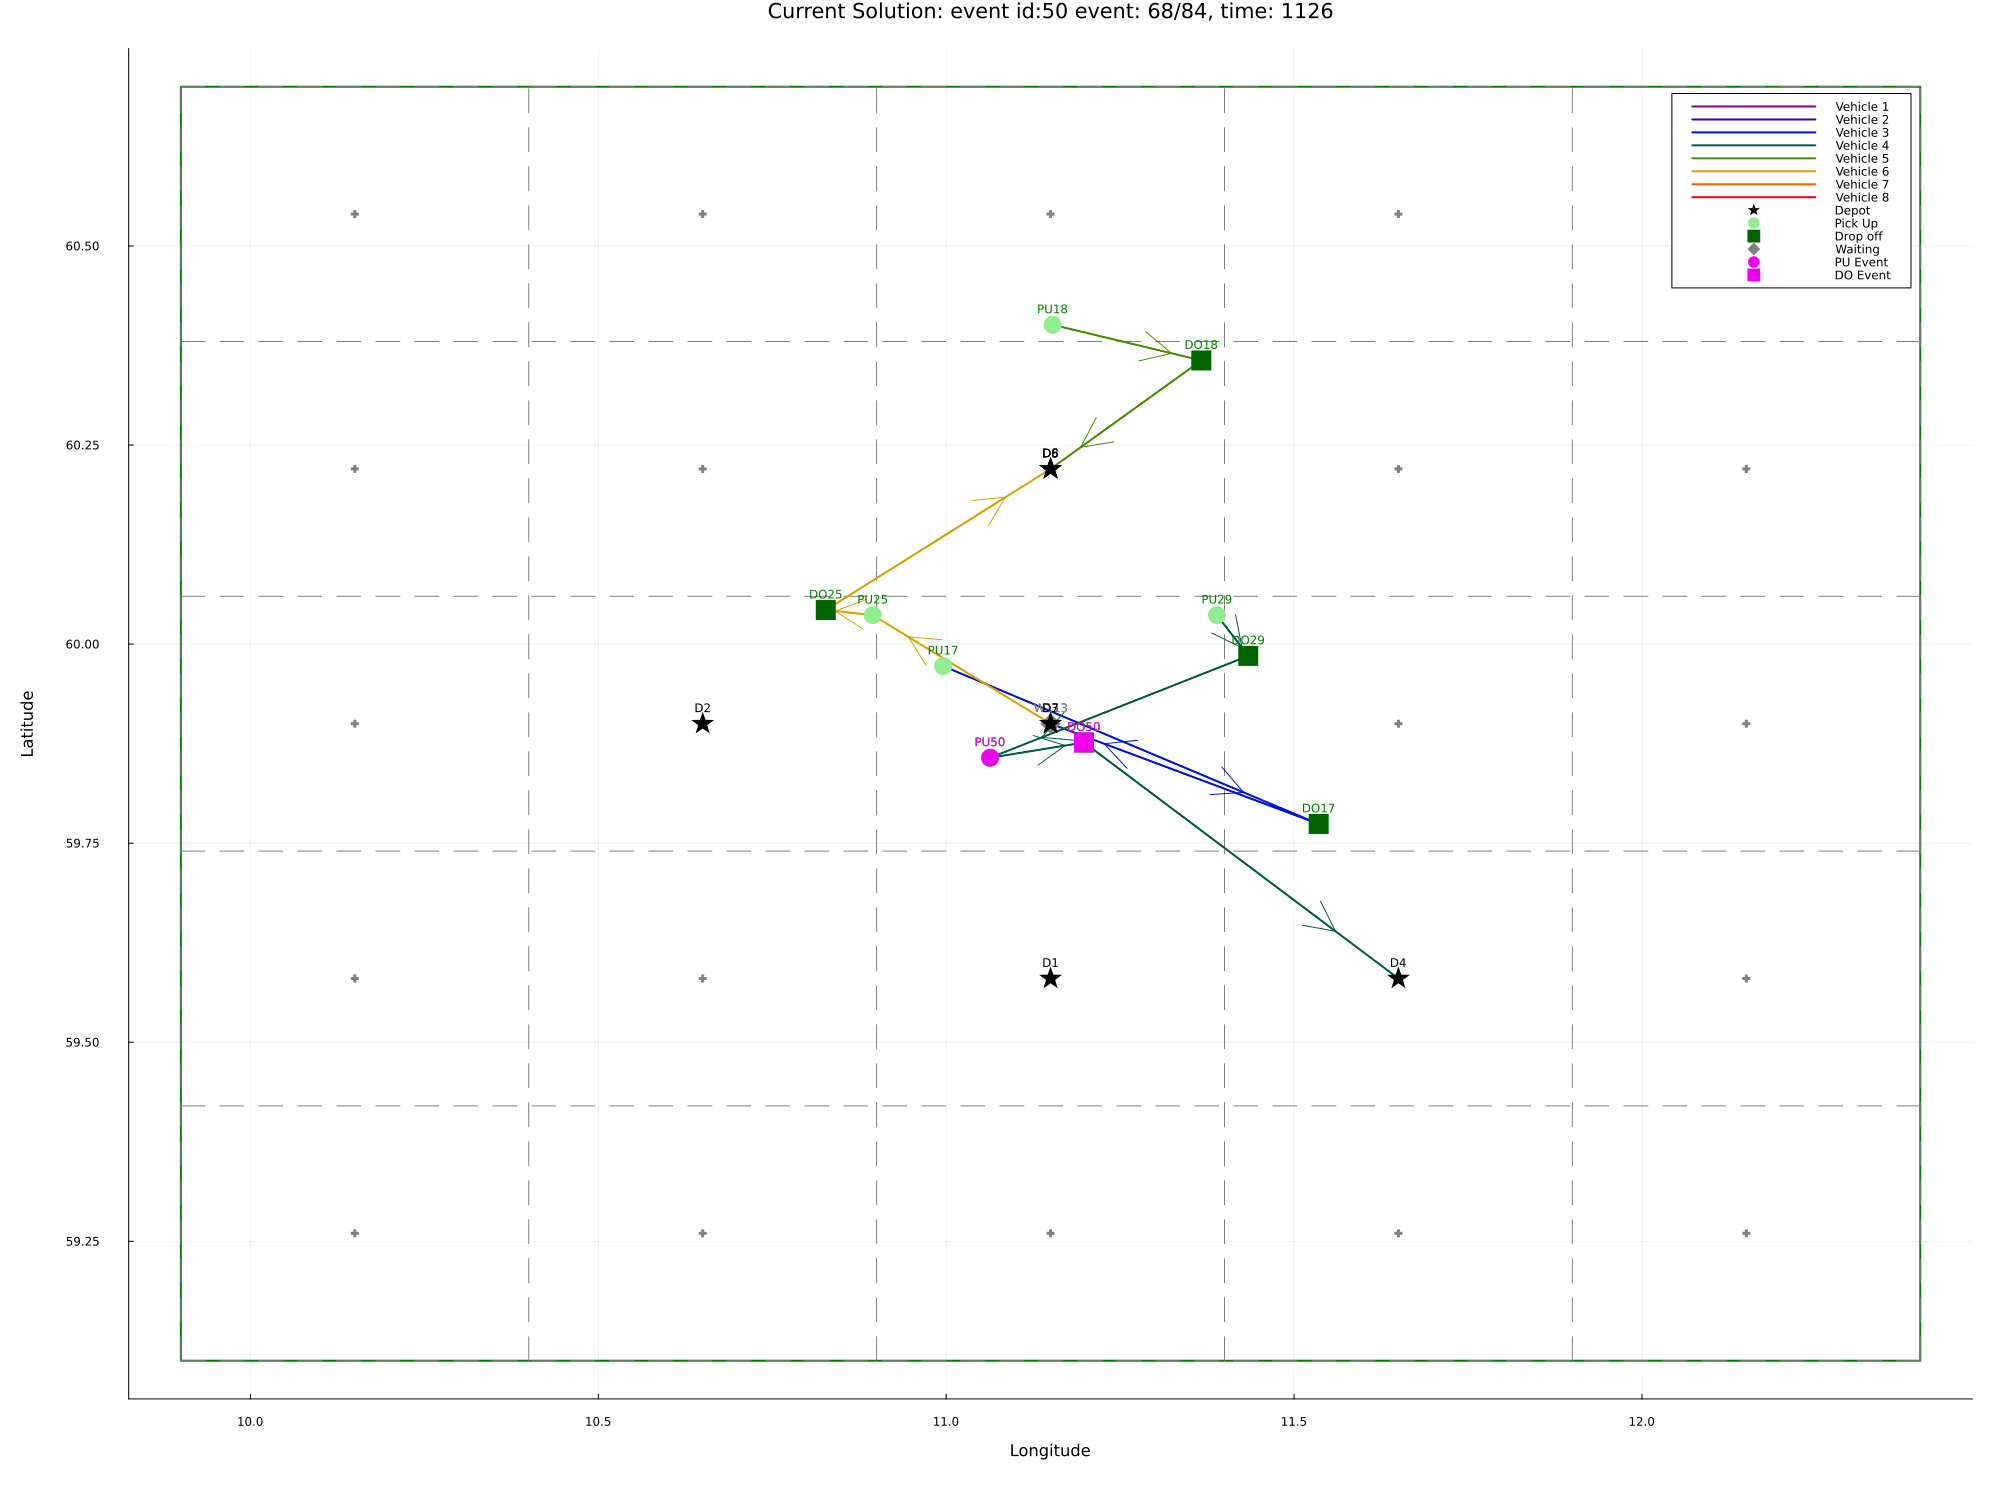 Current Solution: event id:50 event: 68/84, time: 1126
Vehicle 1
Vehicle 2
Vehicle 3
Vehicle 4
Vehicle 5
Vehicle 6
Vehicle 7
Vehicle 8
Depot
Pick Up
Drop off
Waiting
PU Event
DO Event
60.50
PU18
DO18
60.25
DO25
PU25
PU29
60.00
DO29
PU17
D2
DO50
PU50
Latitude
59.75
DO17
D1
D4
59.50
59.25
10.0
10.5
11.0
11.5
12.0
Longitude